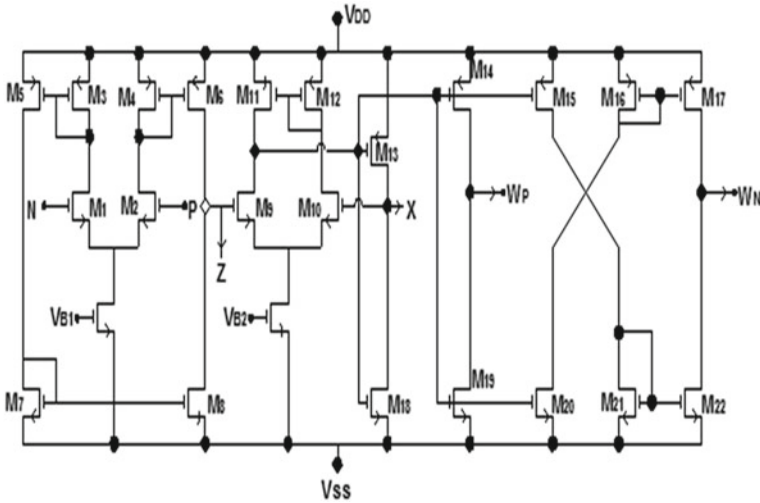 VDD
M5 M3 M4 M6 M11 M12 M14 M15 M16 M17
M13
N M1 M2 P M9 M10 X WP WN
Z
VB1 VB2
M7 M8 M18 M19 M20 M21 M22
VSS